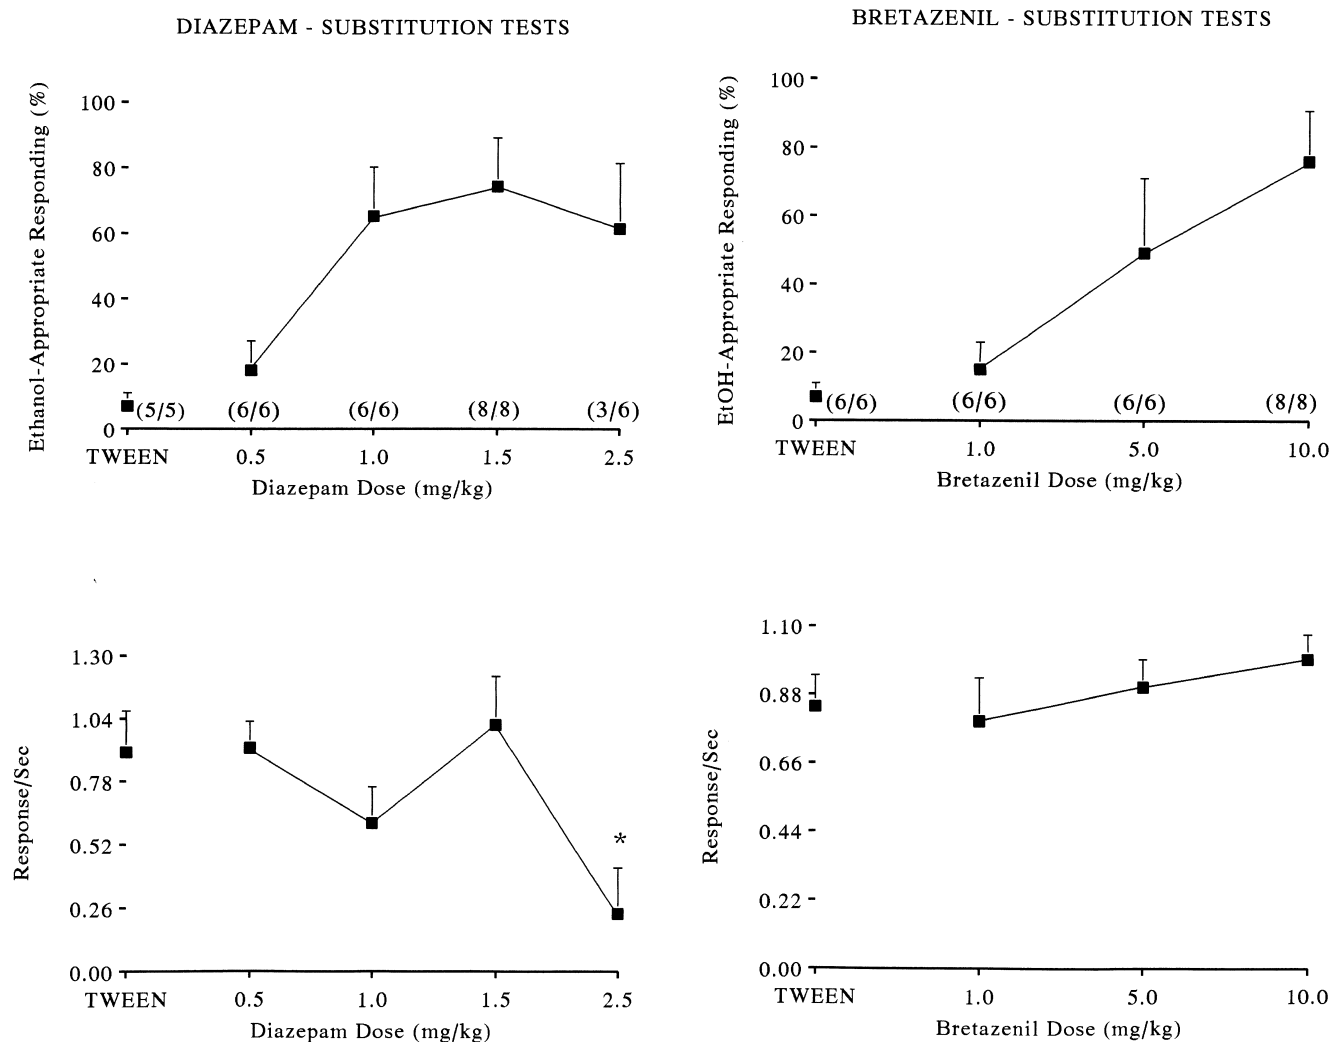 DIAZEPAM - SUBSTITUTION TESTS
Ethanol-Appropriate Responding (%)
100
80
60
40
20
0
(5/5) (6/6) (6/6) (8/8) (3/6)
TWEEN 0.5 1.0 1.5 2.5
Diazepam Dose (mg/kg)
BRETAZENIL - SUBSTITUTION TESTS
EtOH-Appropriate Responding (%)
100
80
60
40
20
0
(6/6) (6/6) (6/6) (8/8)
TWEEN 1.0 5.0 10.0
Bretazenil Dose (mg/kg)
Response/Sec
1.30
1.04
0.78
0.52
0.26
0.00
*
TWEEN 0.5 1.0 1.5 2.5
Diazepam Dose (mg/kg)
Response/Sec
1.10
0.88
0.66
0.44
0.22
0.00
TWEEN 1.0 5.0 10.0
Bretazenil Dose (mg/kg)